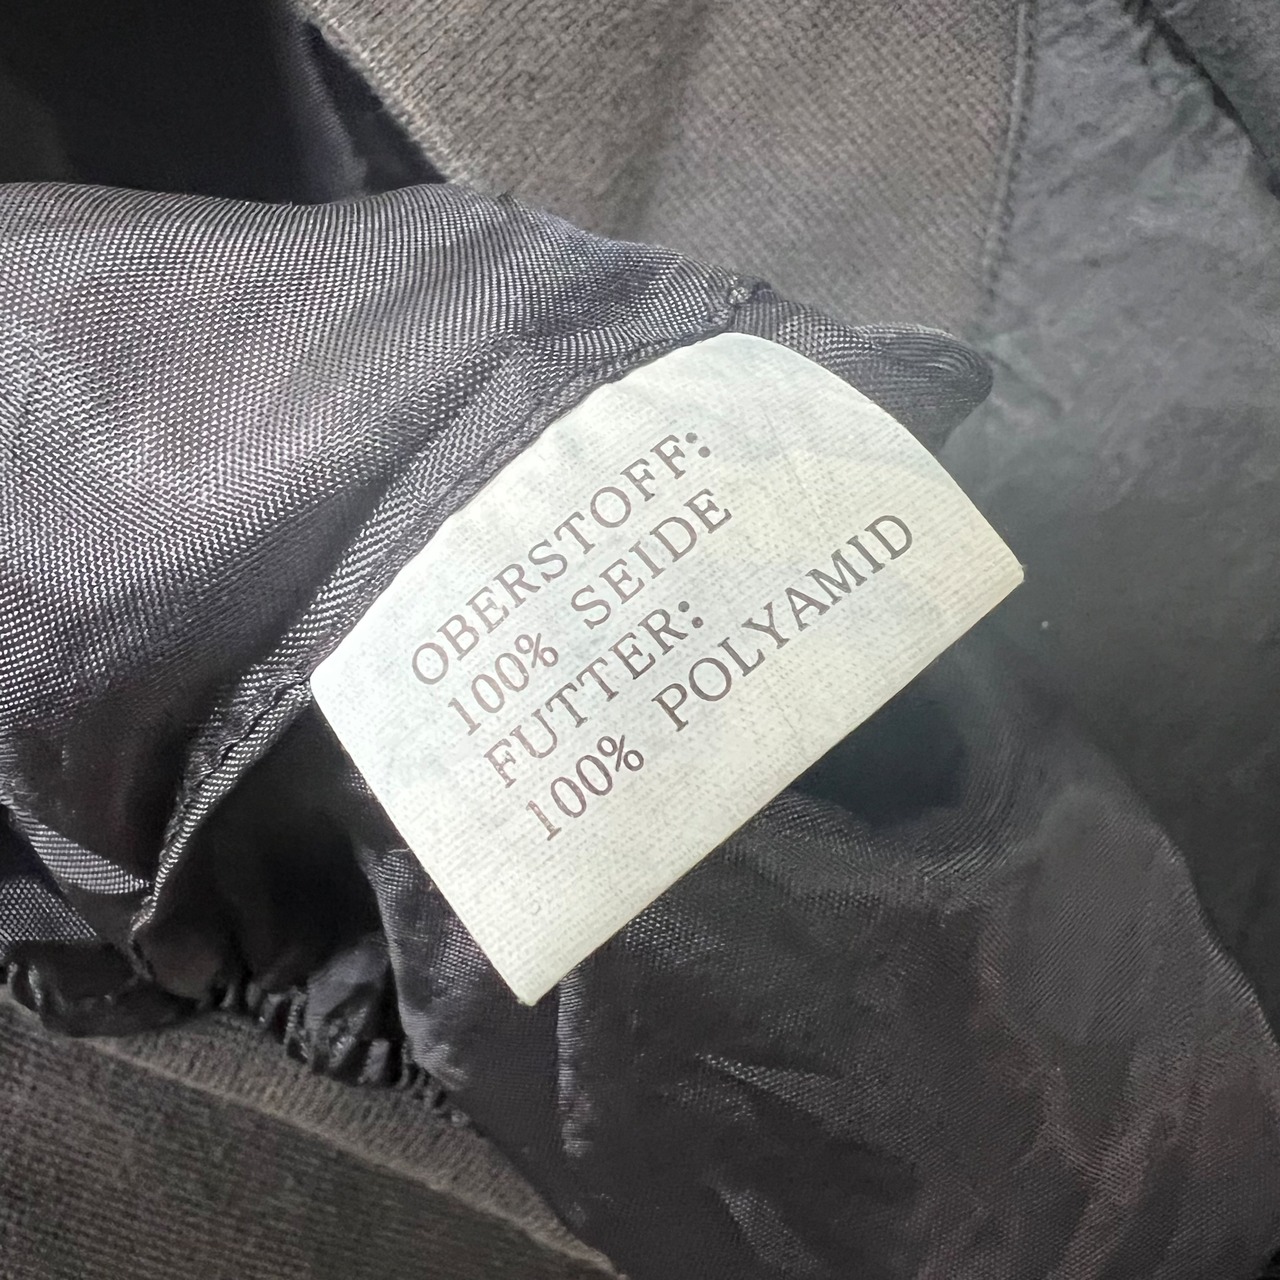 OBERSTOFF:
100% SEIDE
FUTTER:
100% POLYAMID